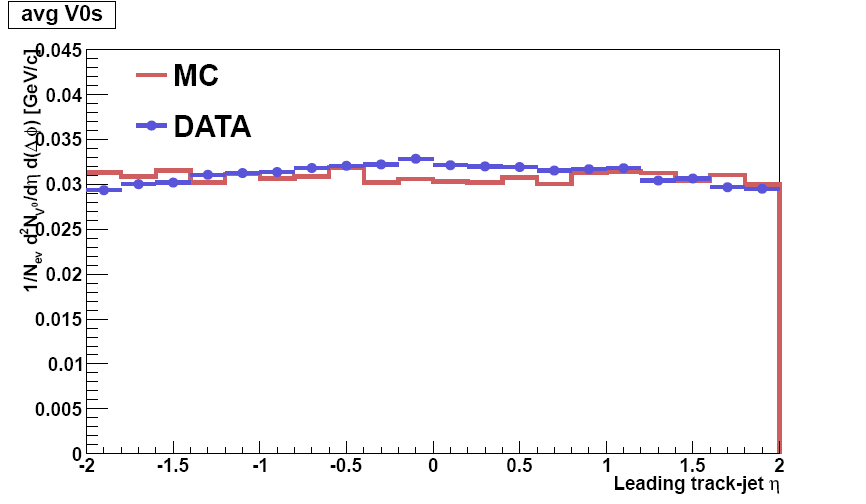 avg V0s
1/N_ev d²N_V⁰/dη d(Δφ) [GeV/c]
0.045
0.04
0.035
0.03
0.025
0.02
0.015
0.01
0.005
0
MC
DATA
-2 -1.5 -1 -0.5 0 0.5 1 1.5 2
Leading track-jet η